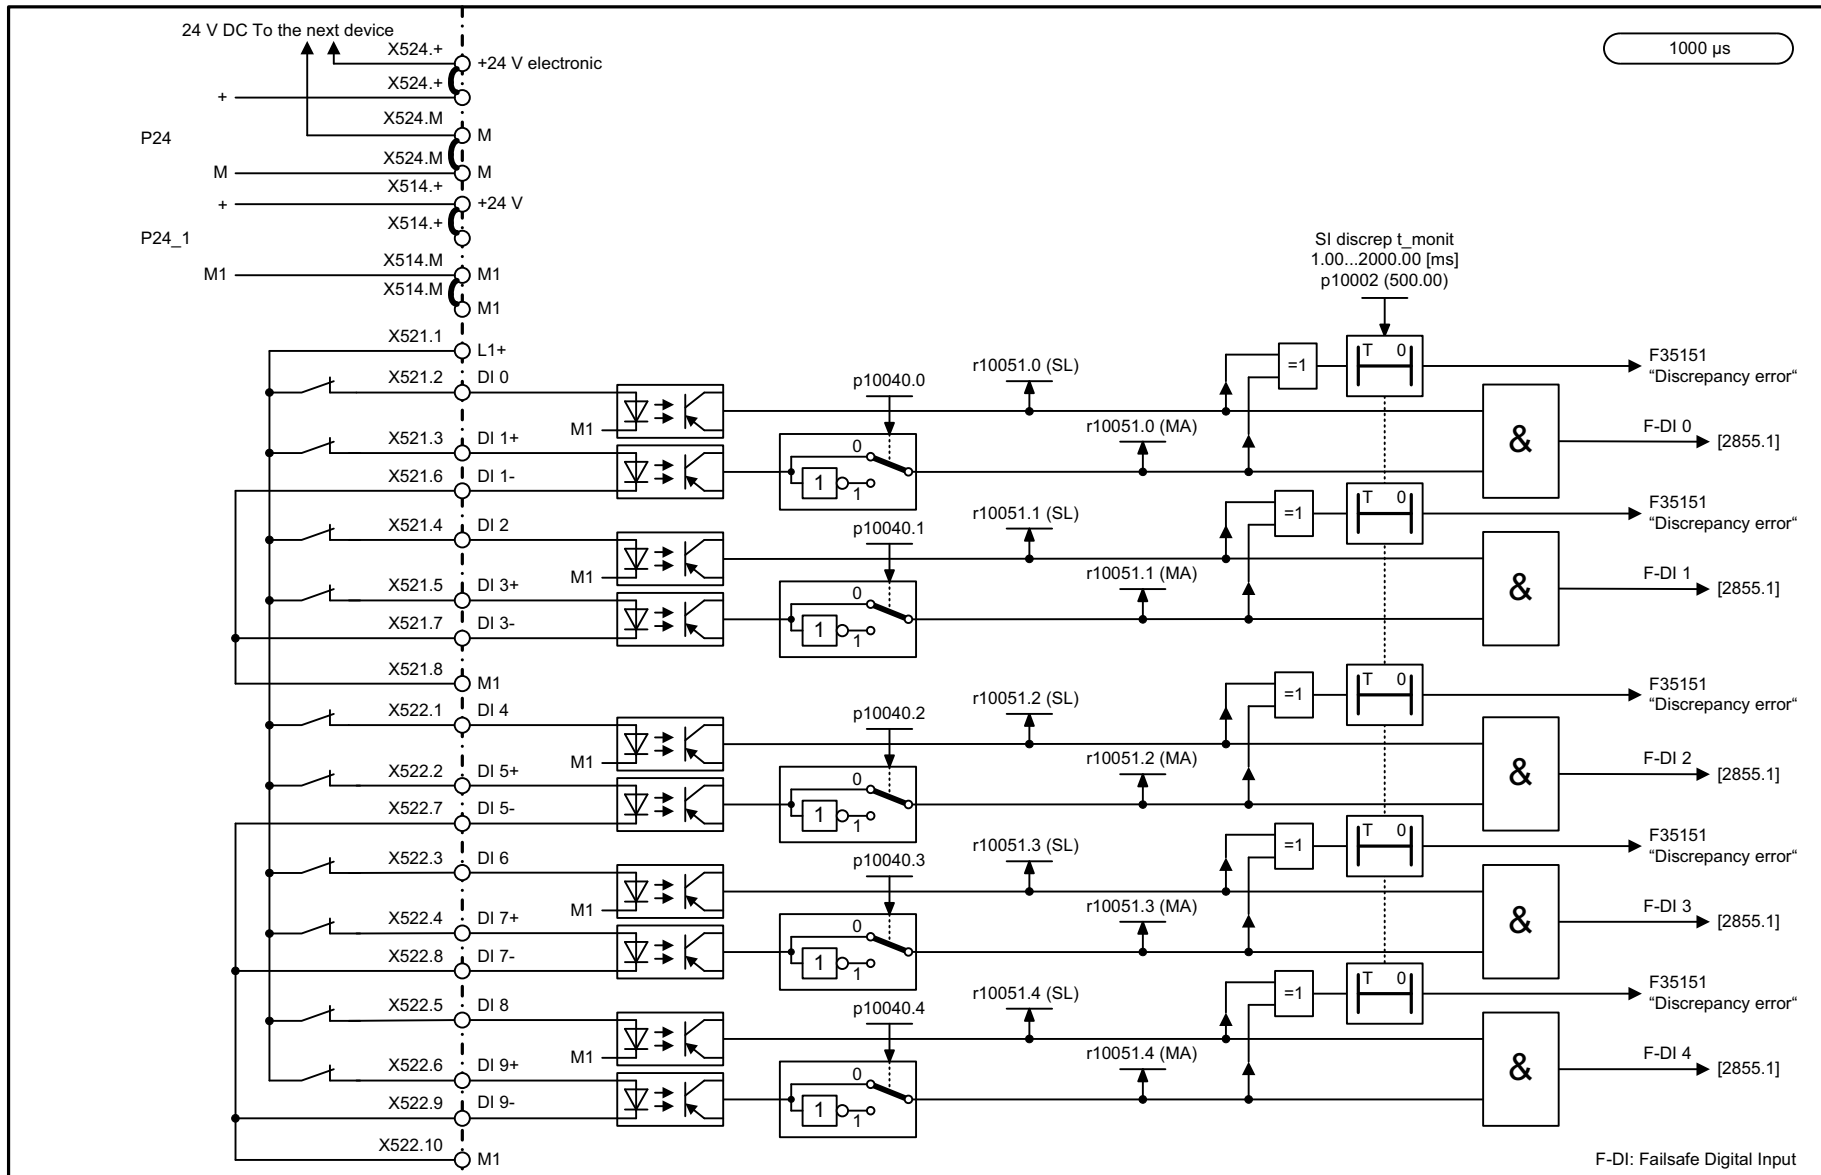 24 V DC To the next device
1000 µs
X524.+
+24 V electronic
X524.+
+
X524.M
M
P24
X524.M
M
M
X514.+
+
+24 V
X514.+
P24_1
X514.M
M1
M1
X514.M
M1
SI discrep t_monit
1.00...2000.00 [ms]
p10002 (500.00)
X521.1
L1+
X521.2
DI 0
M1
X521.3
DI 1+
X521.6
DI 1-
p10040.0
0
1
1
r10051.0 (SL)
r10051.0 (MA)
=1
T 0
F35151
"Discrepancy error“
&
F-DI 0
[2855.1]
X521.4
DI 2
M1
X521.5
DI 3+
X521.7
DI 3-
X521.8
M1
p10040.1
0
1
1
r10051.1 (SL)
r10051.1 (MA)
=1
T 0
F35151
"Discrepancy error“
&
F-DI 1
[2855.1]
X522.1
DI 4
M1
X522.2
DI 5+
X522.7
DI 5-
p10040.2
0
1
1
r10051.2 (SL)
r10051.2 (MA)
=1
T 0
F35151
"Discrepancy error“
&
F-DI 2
[2855.1]
X522.3
DI 6
M1
X522.4
DI 7+
X522.8
DI 7-
p10040.3
0
1
1
r10051.3 (SL)
r10051.3 (MA)
=1
T 0
F35151
"Discrepancy error“
&
F-DI 3
[2855.1]
X522.5
DI 8
M1
X522.6
DI 9+
X522.9
DI 9-
X522.10
M1
p10040.4
0
1
1
r10051.4 (SL)
r10051.4 (MA)
=1
T 0
F35151
"Discrepancy error“
&
F-DI 4
[2855.1]
F-DI: Failsafe Digital Input